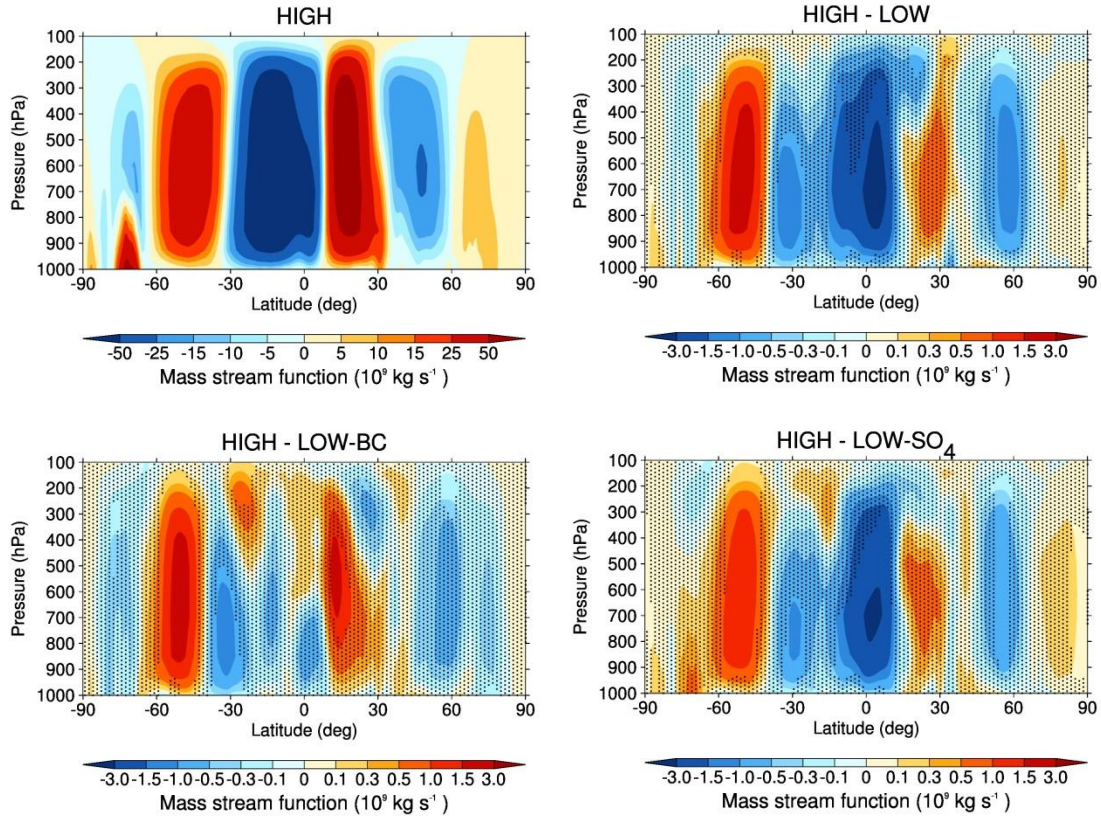 HIGH
100
200
300
400
500
600
700
800
900
1000
Pressure (hPa)
-90 -60 -30 0 30 60 90
Latitude (deg)
-50 -25 -15 -10 -5 0 5 10 15 25 50
Mass stream function (10⁹ kg s⁻¹ )
HIGH - LOW
100
200
300
400
500
600
700
800
900
1000
Pressure (hPa)
-90 -60 -30 0 30 60 90
Latitude (deg)
-3.0 -1.5 -1.0 -0.5 -0.3 -0.1 0 0.1 0.3 0.5 1.0 1.5 3.0
Mass stream function (10⁹ kg s⁻¹ )
HIGH - LOW-BC
100
200
300
400
500
600
700
800
900
1000
Pressure (hPa)
-90 -60 -30 0 30 60 90
Latitude (deg)
-3.0 -1.5 -1.0 -0.5 -0.3 -0.1 0 0.1 0.3 0.5 1.0 1.5 3.0
Mass stream function (10⁹ kg s⁻¹ )
HIGH - LOW-SO₄
100
200
300
400
500
600
700
800
900
1000
Pressure (hPa)
-90 -60 -30 0 30 60 90
Latitude (deg)
-3.0 -1.5 -1.0 -0.5 -0.3 -0.1 0 0.1 0.3 0.5 1.0 1.5 3.0
Mass stream function (10⁹ kg s⁻¹ )